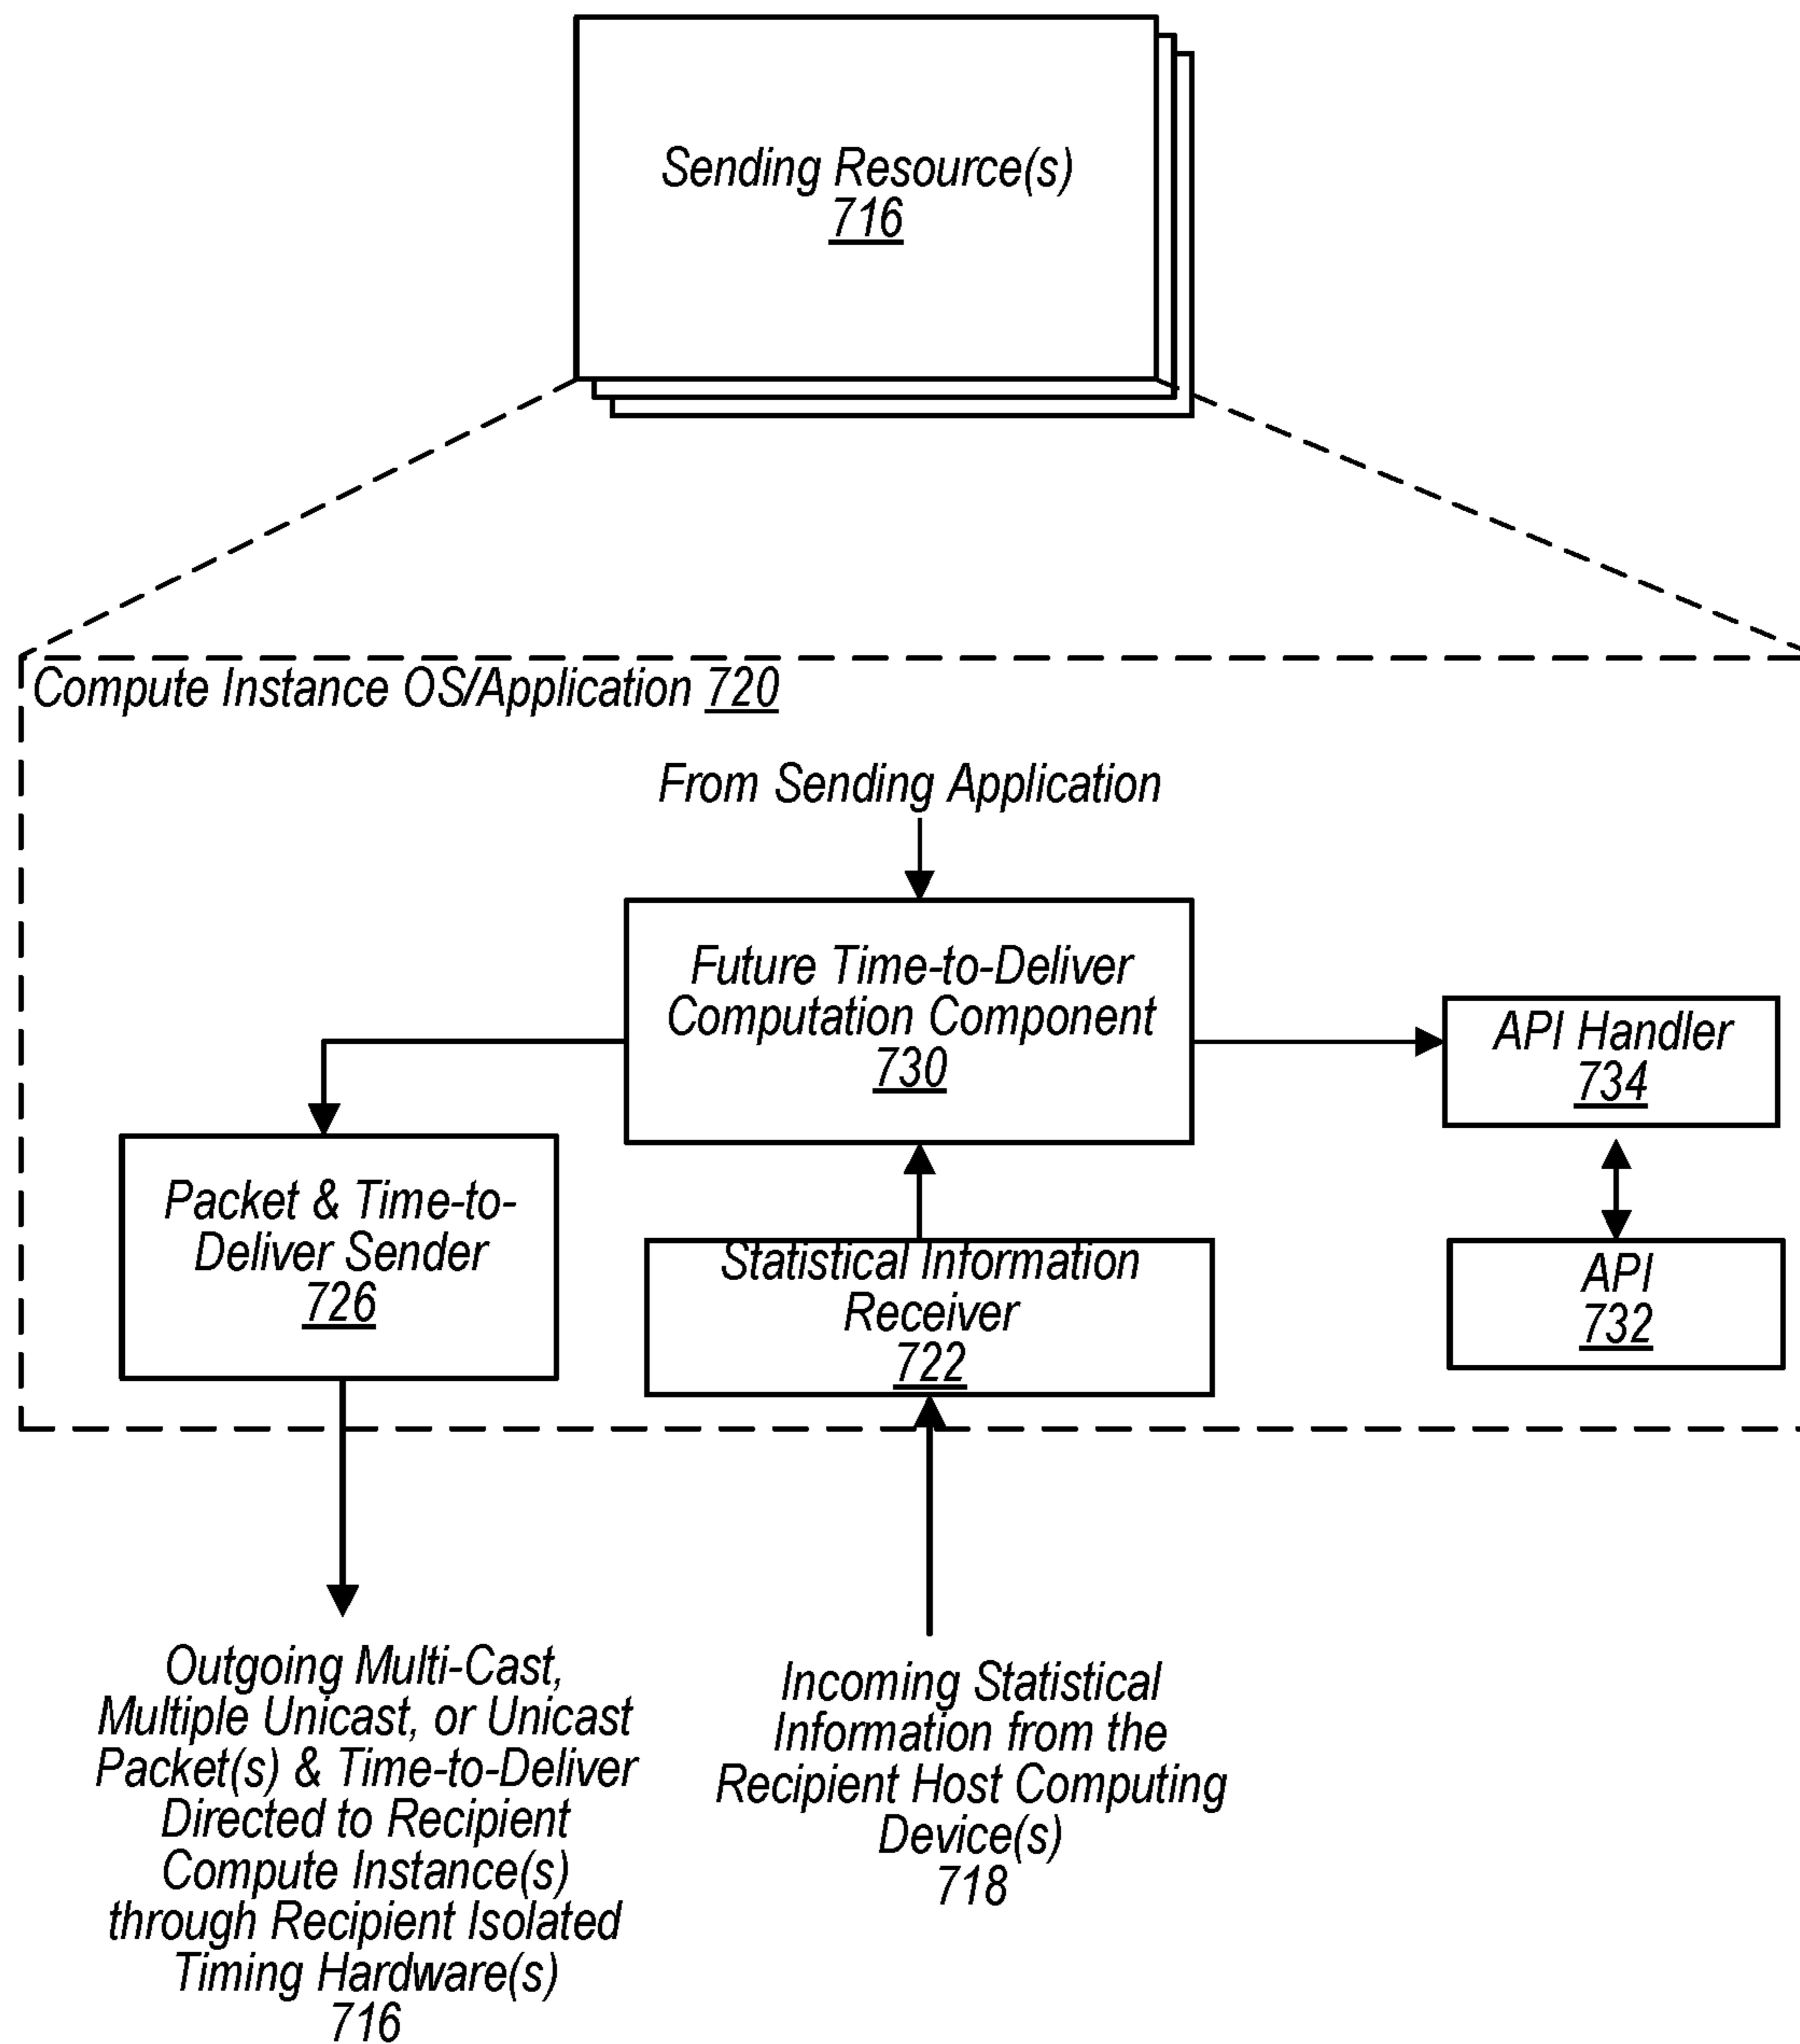 Sending Resource(s)
716
Compute Instance OS/Application 720
From Sending Application
Future Time-to-Deliver
Computation Component
730
API Handler
734
Packet & Time-to-
Deliver Sender
726
Statistical Information
Receiver
722
API
732
Outgoing Multi-Cast,
Multiple Unicast, or Unicast
Packet(s) & Time-to-Deliver
Directed to Recipient
Compute Instance(s)
through Recipient Isolated
Timing Hardware(s)
716
Incoming Statistical
Information from the
Recipient Host Computing
Device(s)
718